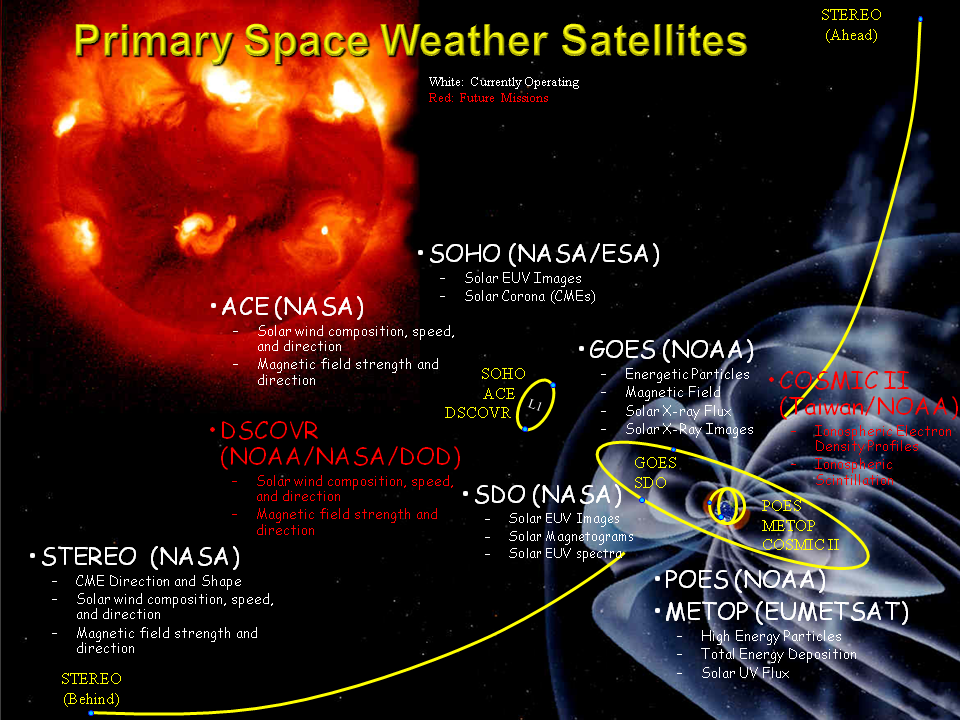 Primary Space Weather Satellites
STEREO
(Ahead)
White: Currently Operating
Red: Future Missions
•SOHO (NASA/ESA)
– Solar EUV Images
– Solar Corona (CMEs)
•ACE (NASA)
– Solar wind composition, speed,
and direction
– Magnetic field strength and
direction
•GOES (NOAA)
– Energetic Particles
– Magnetic Field
– Solar X-ray Flux
– Solar X-Ray Images
SOHO
ACE
DSCOVR
L1
•COSMIC II
(Taiwan/NOAA)
– Ionospheric Electron
Density Profiles
– Ionospheric
Scintillation
•DSCOVR
(NOAA/NASA/DOD)
– Solar wind composition, speed,
and direction
– Magnetic field strength and
direction
GOES
SDO
•SDO (NASA)
– Solar EUV Images
– Solar Magnetograms
– Solar EUV spectra
POES
METOP
COSMIC II
•STEREO (NASA)
– CME Direction and Shape
– Solar wind composition, speed,
and direction
– Magnetic field strength and
direction
•POES (NOAA)
•METOP (EUMETSAT)
– High Energy Particles
– Total Energy Deposition
– Solar UV Flux
STEREO
(Behind)